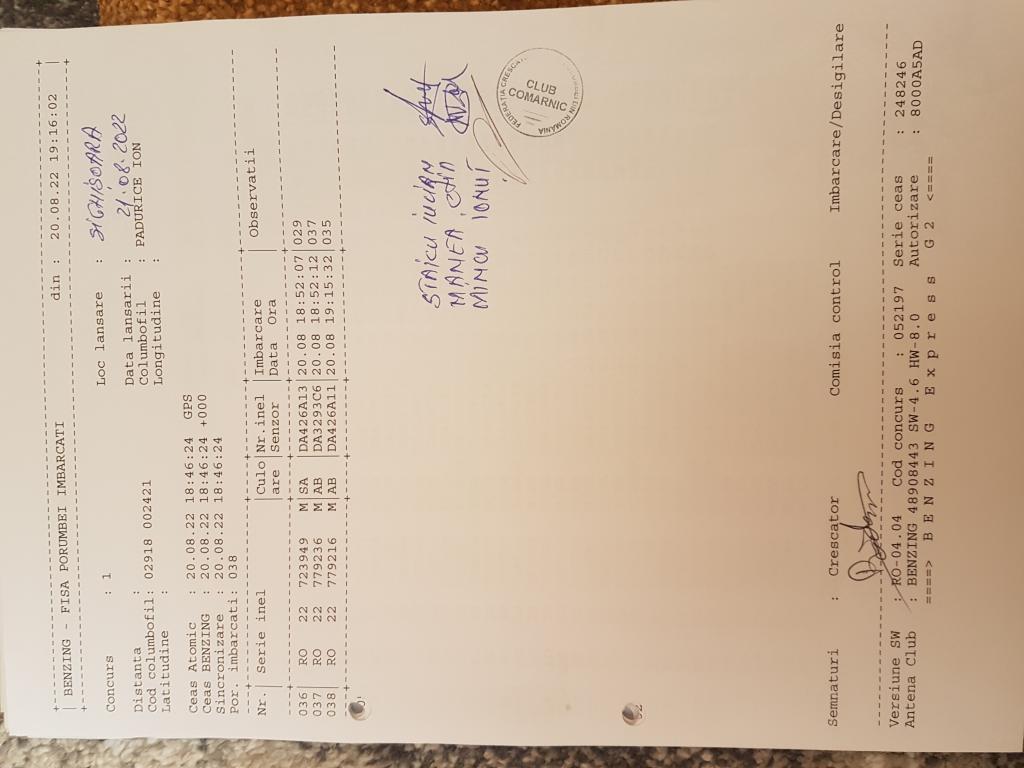 BENZING - FISA PORUMBEI IMBARCATI din : 20.08.22 19:16:02
Concurs : 1 Loc lansare : SIGHISOARA
Data lansarii : 21.08.2022
Distanta : Columbofil : PADURICE ION
Cod columbofil: 02918 002421 Longitudine :
Latitudine :
Ceas Atomic : 20.08.22 18:46:24 GPS
Ceas BENZING : 20.08.22 18:46:24 +000
Sincronizare : 20.08.22 18:46:24
Por. imbarcati: 038
Nr. | Serie inel | Culo | Nr.inel | Imbarcare | Observatii
are | Senzor | Data Ora
036 | RO 22 723949 M | SA | DA426A13 | 20.08 18:52:07 | 029
037 | RO 22 779236 M | AB | DA3293C6 | 20.08 18:52:12 | 037
038 | RO 22 779216 M | AB | DA426A11 | 20.08 19:15:32 | 035
STAICU IULIAN
MANEA
MINCU IONUT
CLUB
COMARNIC
ROMANIA
FEDERATIA
Semnaturi : Crescator Comisia control Imbarcare/Desigilare
Versiune SW : RO-04.04 Cod concurs : 052197 Serie ceas : 248246
Antena Club : BENZING 48908443 SW-4.6 HW-8.0 Autorizare : 8000A5AD
====> B E N Z I N G E x p r e s s G 2 <====